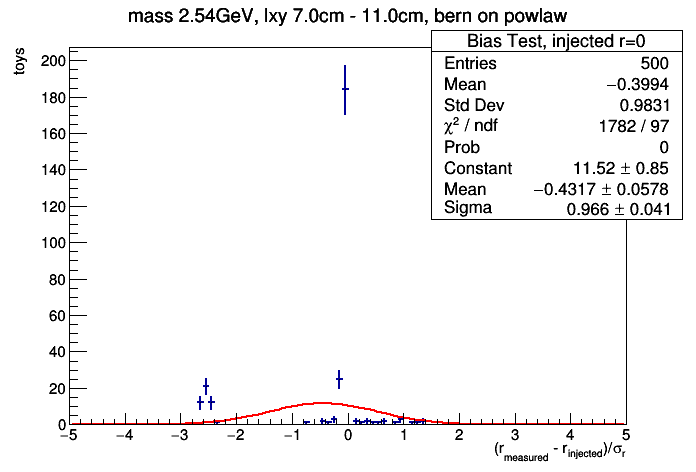 mass 2.54GeV, lxy 7.0cm - 11.0cm, bern on powlaw
Bias Test, injected r=0
Entries 500
Mean −0.3994
Std Dev 0.9831
χ² / ndf 1782 / 97
Prob 0
Constant 11.52 ± 0.85
Mean −0.4317 ± 0.0578
Sigma 0.966 ± 0.041
toys
200
180
160
140
120
100
80
60
40
20
0
−5 −4 −3 −2 −1 0 1 2 3 4 5
(r_measured - r_injected)/σ_r